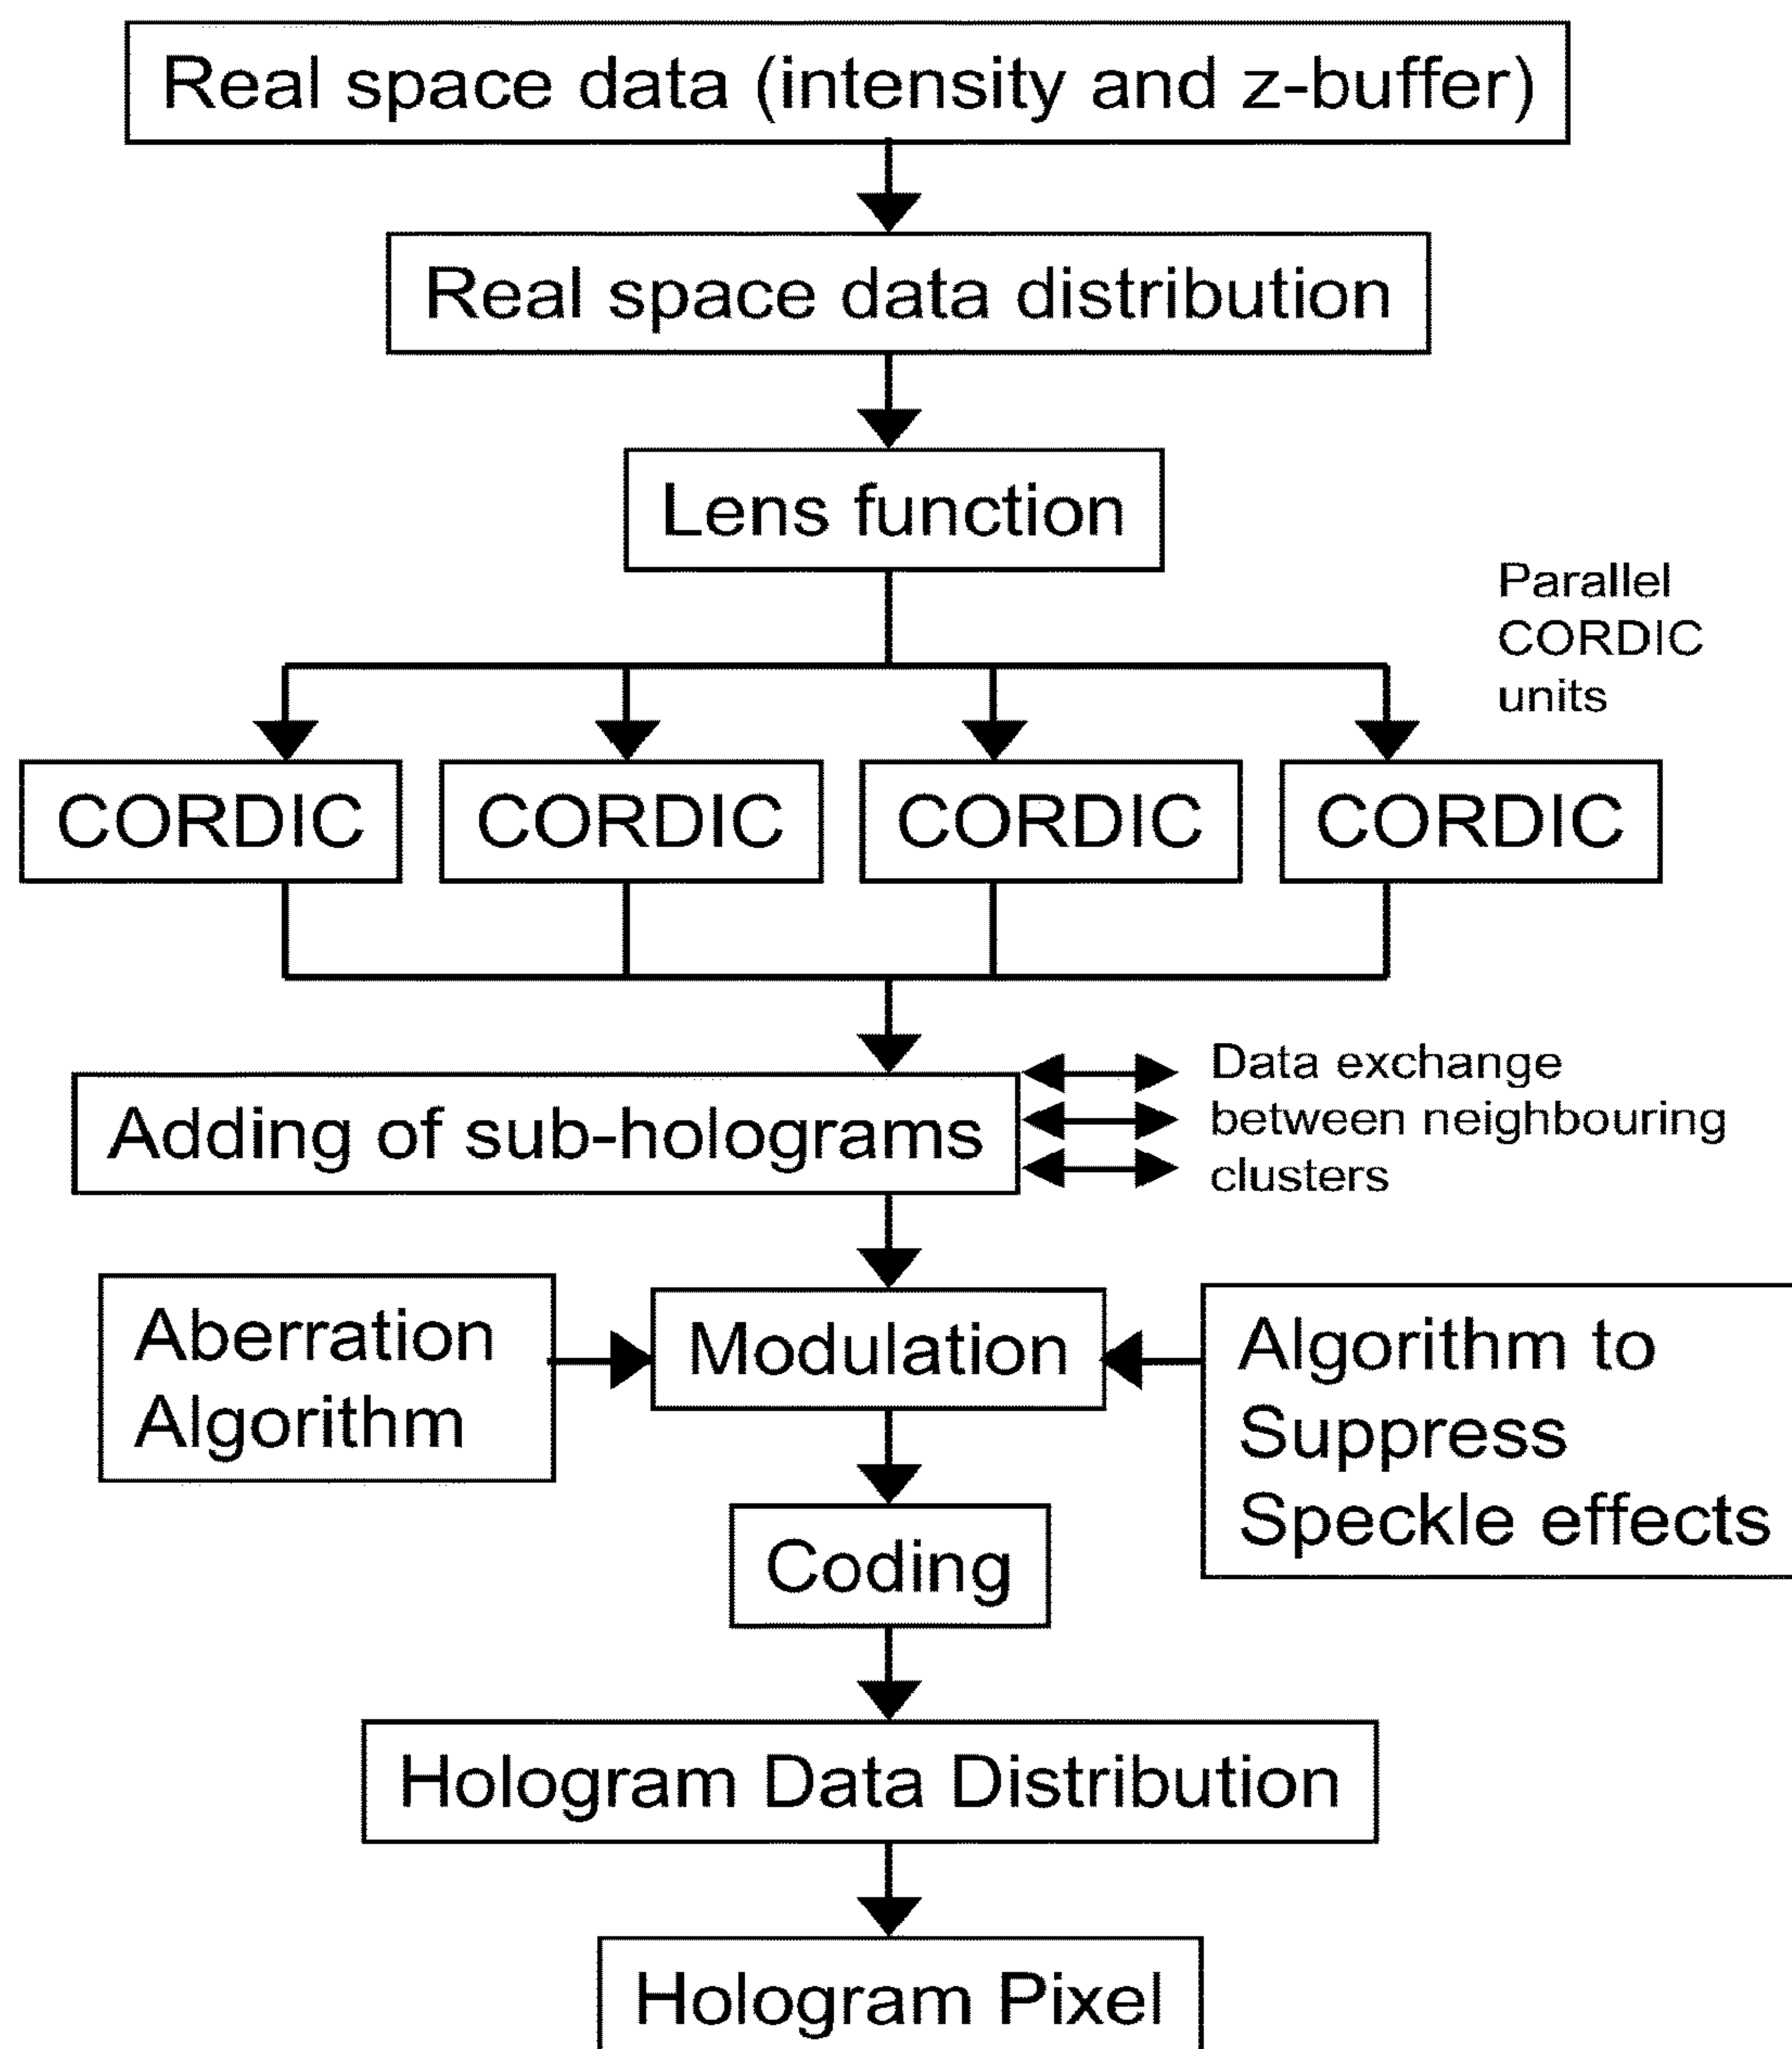 Real space data (intensity and z-buffer)
Real space data distribution
Lens function
Parallel
CORDIC
units
CORDIC
CORDIC
CORDIC
CORDIC
Adding of sub-holograms
Data exchange
between neighbouring
clusters
Aberration
Algorithm
Modulation
Algorithm to
Suppress
Speckle effects
Coding
Hologram Data Distribution
Hologram Pixel